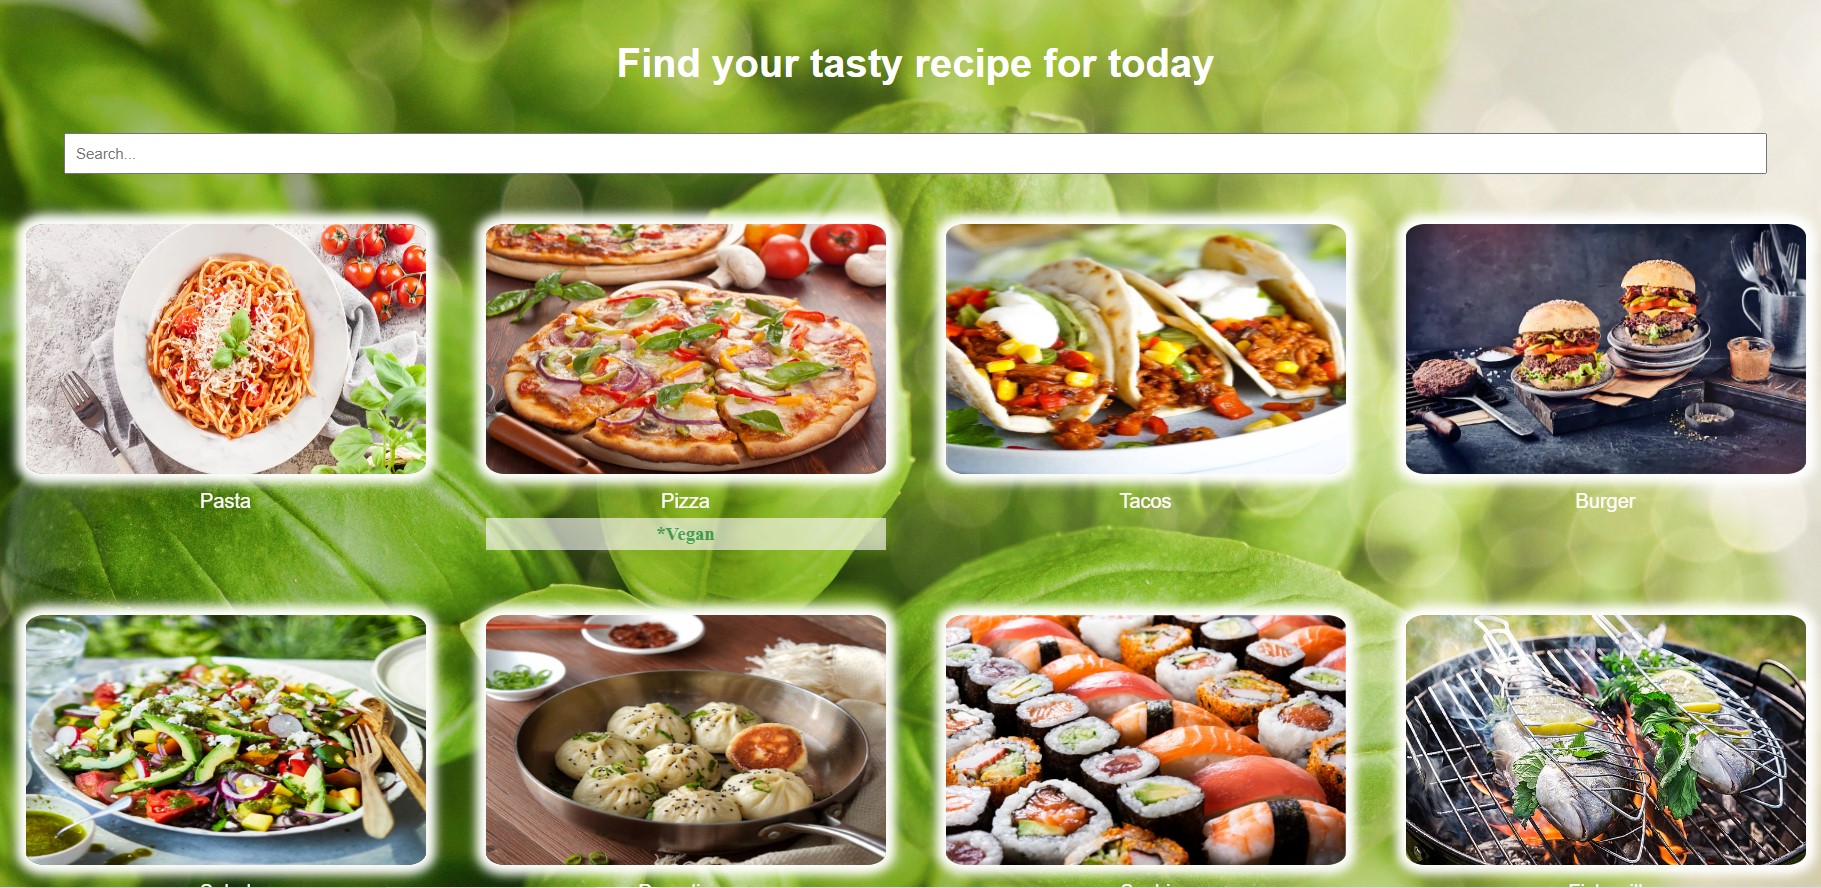 Find your tasty recipe for today
Search...
Pasta
Pizza
Tacos
Burger
*Vegan